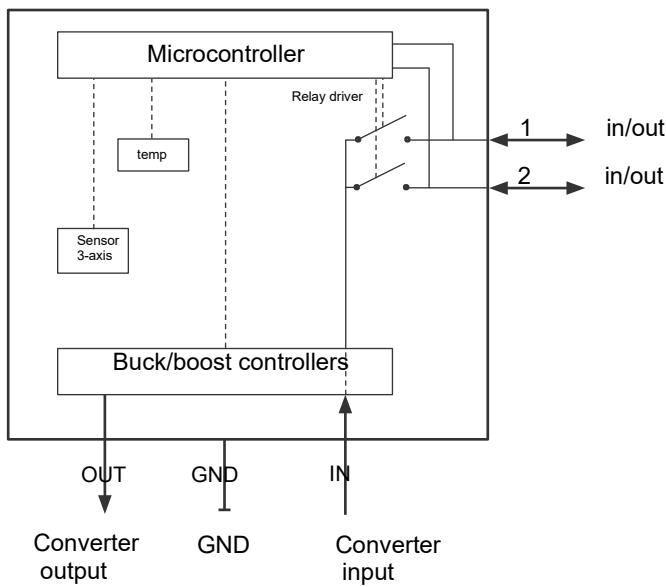 Microcontroller
Relay driver
1 in/out
temp
2 in/out
Sensor
3-axis
Buck/boost controllers
OUT GND IN
Converter GND Converter
output input